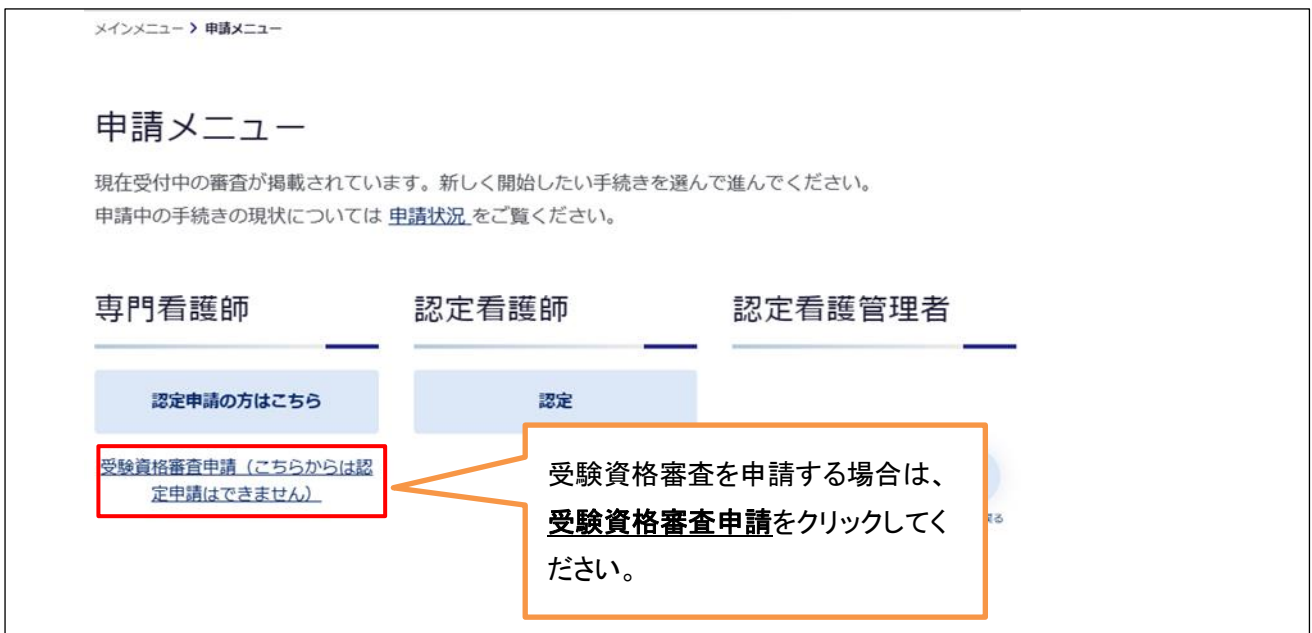 メインメニュー > 申請メニュー
申請メニュー
現在受付中の審査が掲載されています。新しく開始したい手続きを選んで進んでください。
申請中の手続きの現状については 申請状況 をご覧ください。
専門看護師
認定看護師
認定看護管理者
認定申請の方はこちら
認定
受験資格審査申請（こちらからは認
定申請はできません）
受験資格審査を申請する場合は、
受験資格審査申請をクリックしてく
ださい。